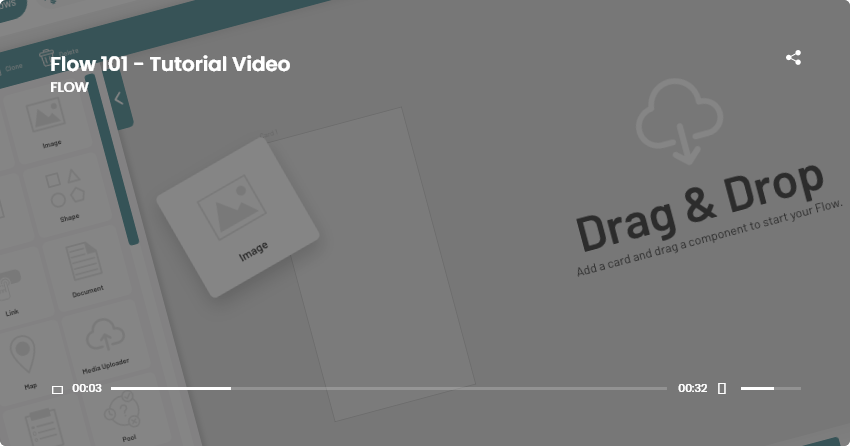 Flow 101 - Tutorial Video
FLOW
Clone
Delete
Image
Shape
Link
Document
Map
Media Uploader
Pool
Image
Drag & Drop
Add a card and drag a component to start your Flow.
00:03
00:32